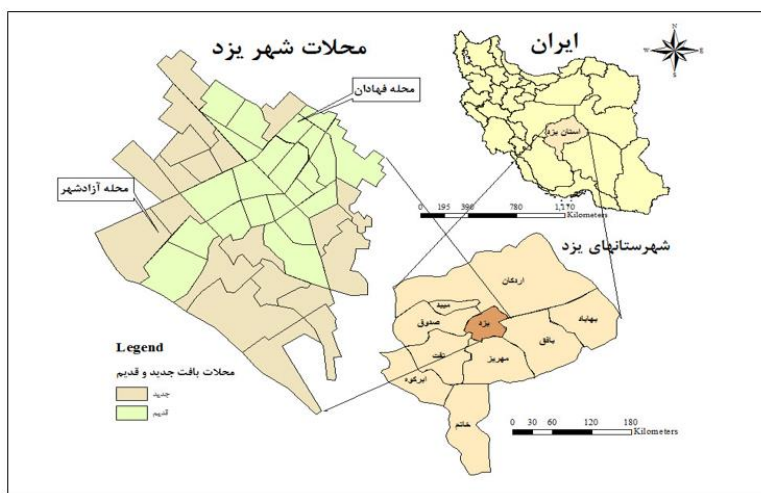 محلات شهر یزد
محله فهادان
محله آزادشهر
Legend
محلات بافت جدید و قدیم
جدید
قدیم
ایران
N
W
E
S
استان یزد
0 195 390 780 1,170
Kilometers
شهرستانهای یزد
اردکان
میبد
صدوق
یزد
بهاباد
بافق
تفت
مهریز
ابرکوه
خاتم
0 30 60 120 180
Kilometers